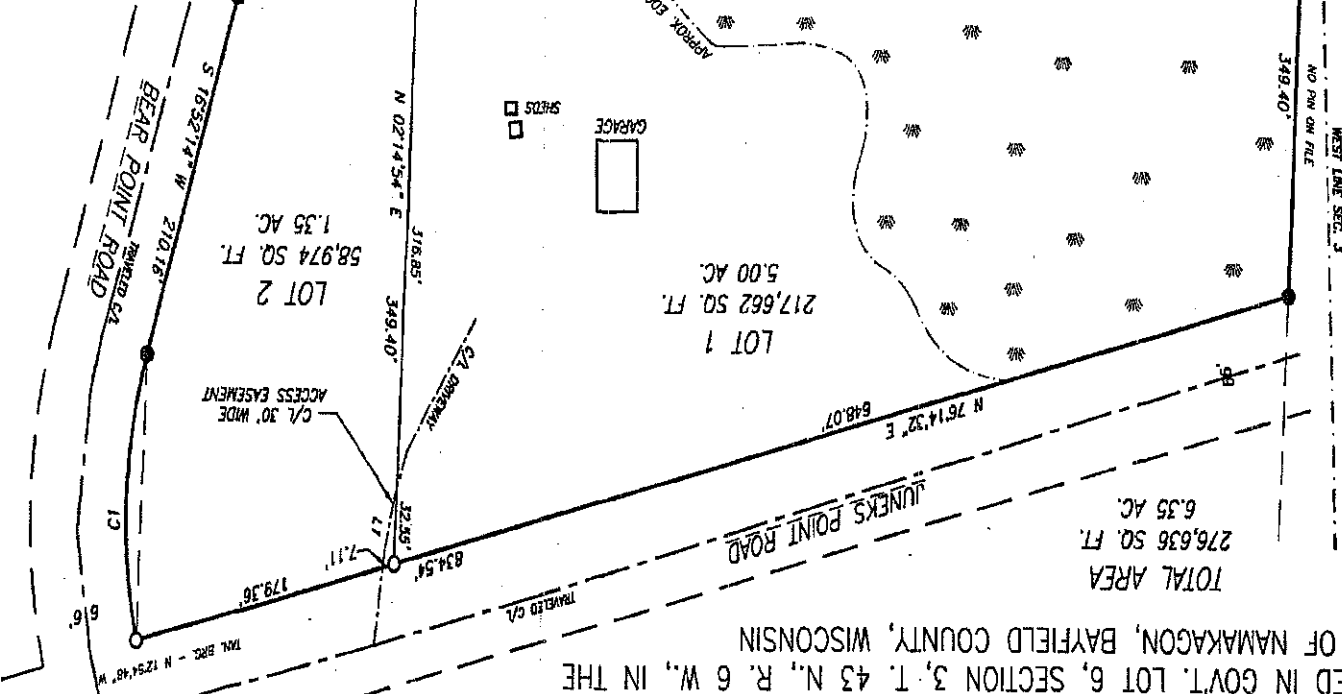 ED IN GOVT. LOT 6, SECTION 3, T. 43 N., R. 6 W., IN THE
OF NAMAKAGON, BAYFIELD COUNTY, WISCONSIN
TAN. BRG. - N 12°54'48" W
66'
TOTAL AREA
276,636 SQ. FT.
6.35 AC.
TRAVELED C/L
JUNEKS POINT ROAD
66'
834.54'
179.36'
7.11'
L1
32.55'
C1
N 76°14'32" E
648.07'
C/L 30' WIDE
ACCESS EASEMENT
C/L DRIVEWAY
349.40'
316.85'
N 02°14'54" E
LOT 1
217,662 SQ. FT.
5.00 AC.
LOT 2
58,974 SQ. FT.
1.35 AC.
TRAVELED C/L
BEAR POINT ROAD
S 16°52'14" W
210.16'
WEST LINE SEC. 3
NO PIN ON FILE
349.40'
GARAGE
SHEDS
APPROX. EDG